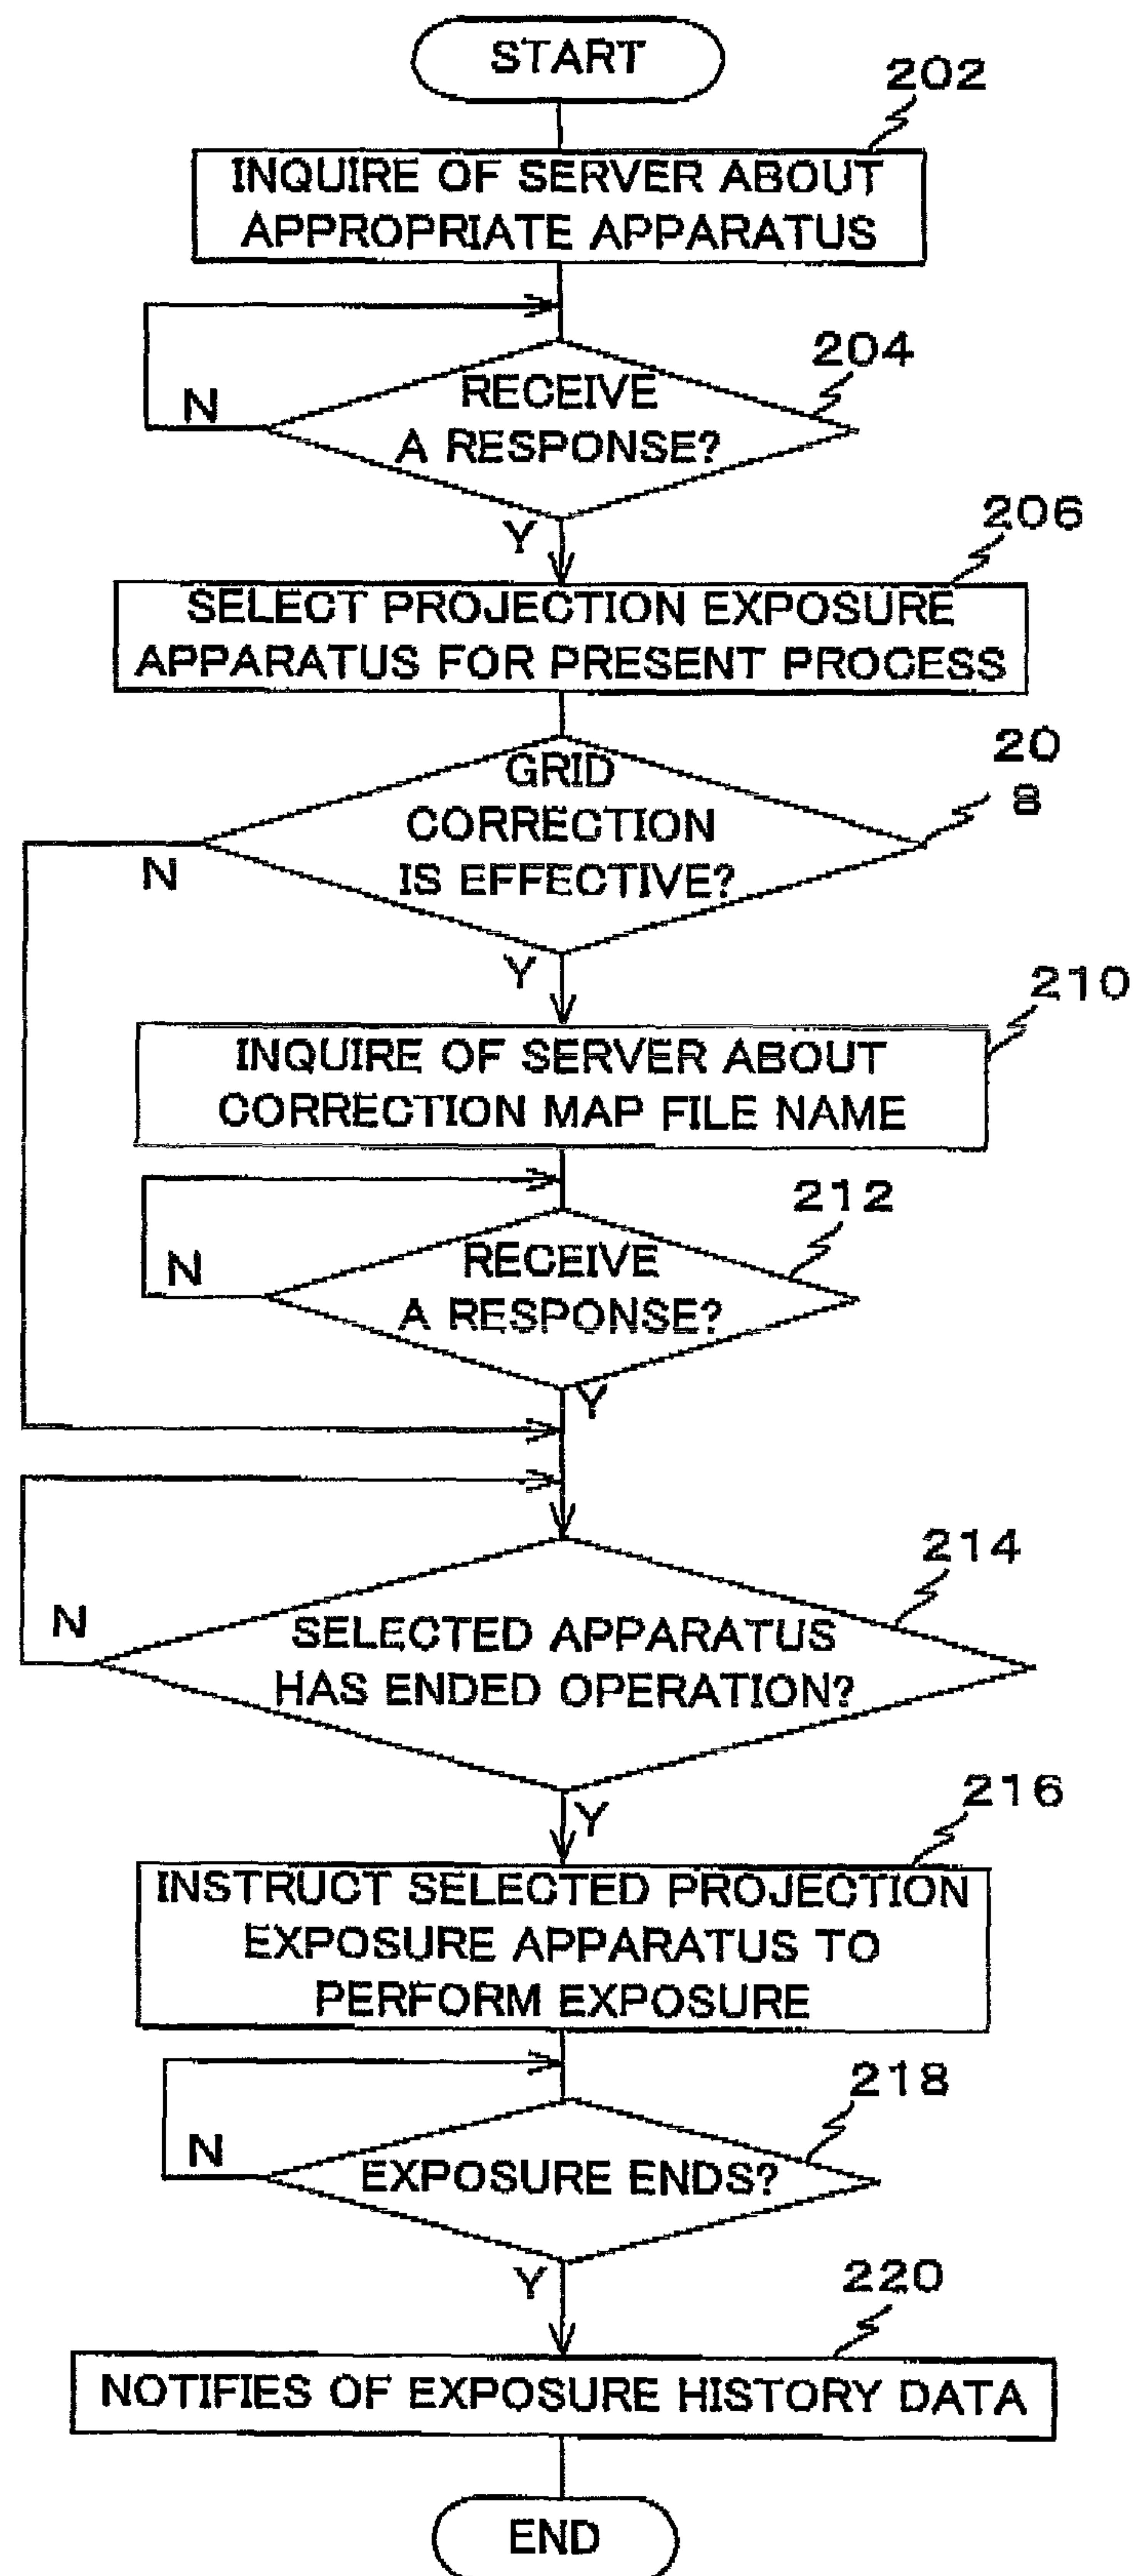 START
202
INQUIRE OF SERVER ABOUT
APPROPRIATE APPARATUS
204
RECEIVE
A RESPONSE?
N
Y
206
SELECT PROJECTION EXPOSURE
APPARATUS FOR PRESENT PROCESS
20
8
GRID
CORRECTION
IS EFFECTIVE?
N
Y
210
INQUIRE OF SERVER ABOUT
CORRECTION MAP FILE NAME
212
RECEIVE
A RESPONSE?
N
Y
214
SELECTED APPARATUS
HAS ENDED OPERATION?
N
Y
216
INSTRUCT SELECTED PROJECTION
EXPOSURE APPARATUS TO
PERFORM EXPOSURE
218
EXPOSURE ENDS?
N
Y
220
NOTIFIES OF EXPOSURE HISTORY DATA
END